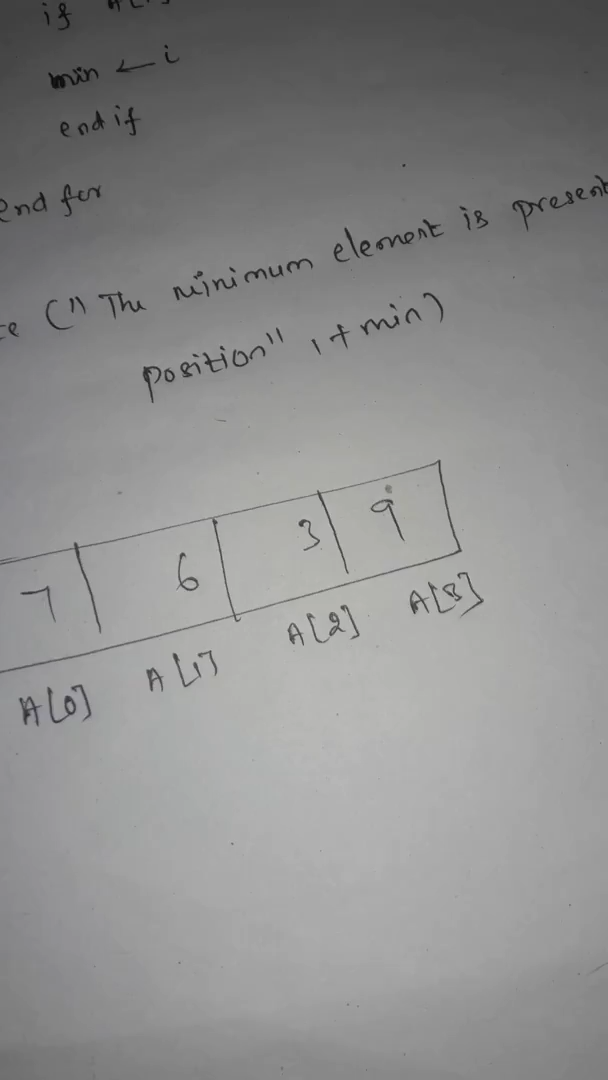 if
min ← i
end if
end for
(" The minimum element is present
position" , + min)
7 6 3 9
A[0] A[1] A[2] A[3]